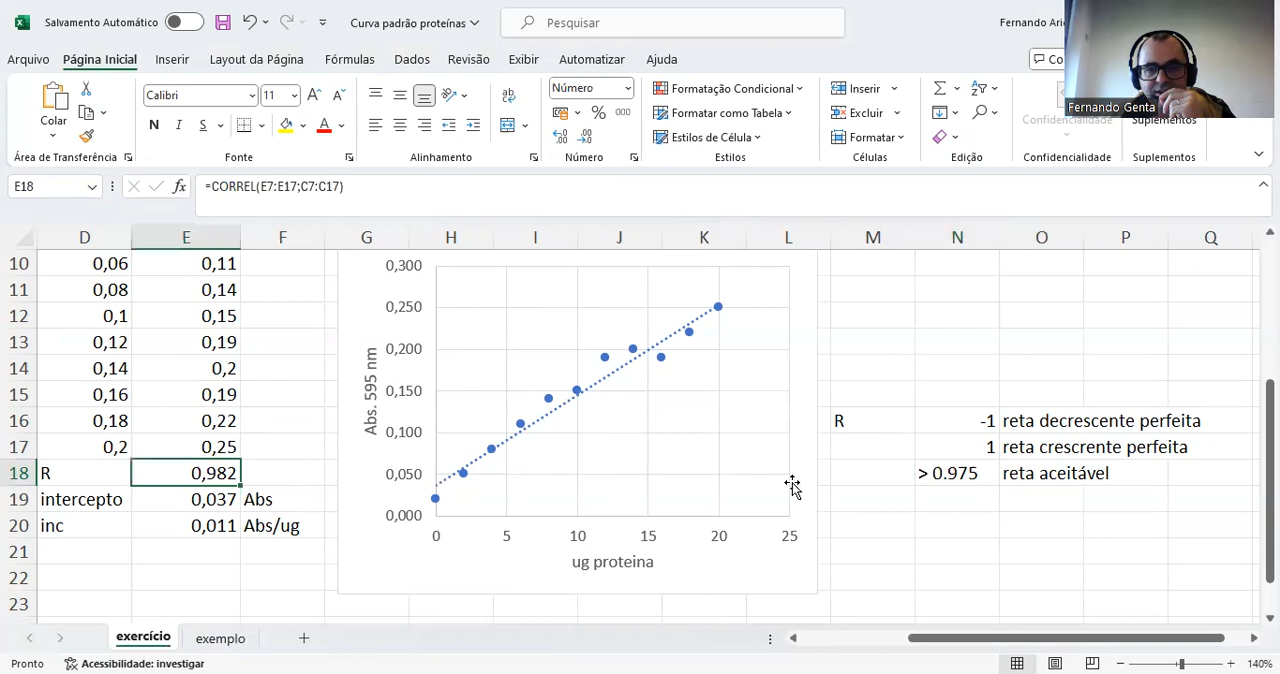 Salvamento Automático
Curva padrão proteínas
Pesquisar
Fernando Ari
Arquivo
Página Inicial
Inserir
Layout da Página
Fórmulas
Dados
Revisão
Exibir
Automatizar
Ajuda
Co
Fernando Genta
Colar
Calibri
11
N I S
Número
% 000
ab
Formatação Condicional
Formatar como Tabela
Estilos de Célula
Inserir
Excluir
Formatar
Confidencialidade
Suplementos
Área de Transferência
Fonte
Alinhamento
Número
Estilos
Células
Edição
Confidencialidade
Suplementos
E18
fx
=CORREL(E7:E17;C7:C17)
D E F G H I J K L M N O P Q
10 0,06 0,11
11 0,08 0,14
12 0,1 0,15
13 0,12 0,19
14 0,14 0,2
15 0,16 0,19
16 0,18 0,22
17 0,2 0,25
18 R 0,982
19 intercepto 0,037 Abs
20 inc 0,011 Abs/ug
21
22
23
0,300
0,250
0,200
0,150
0,100
0,050
0,000
Abs. 595 nm
0 5 10 15 20 25
ug proteina
R -1 reta decrescente perfeita
1 reta crescrente perfeita
> 0.975 reta aceitável
exercício
exemplo
Pronto
Acessibilidade: investigar
140%